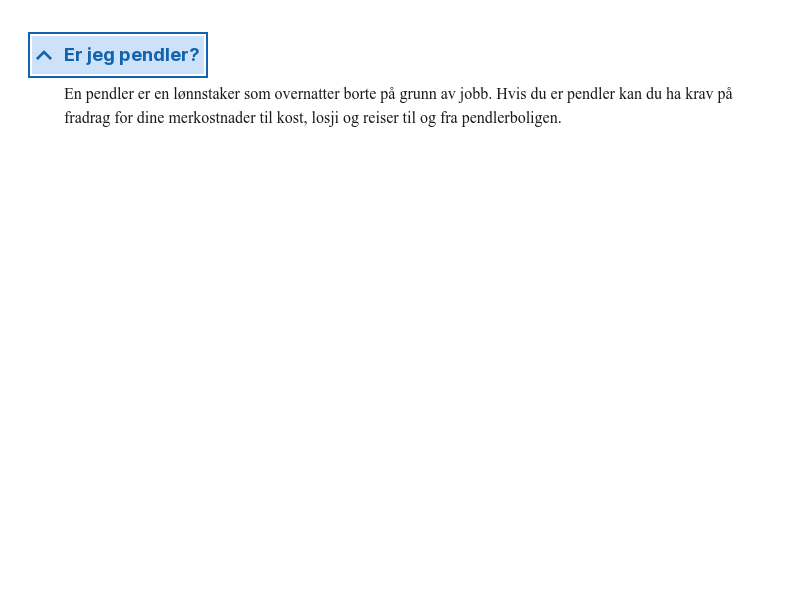 Er jeg pendler?
En pendler er en lønnstaker som overnatter borte på grunn av jobb. Hvis du er pendler kan du ha krav på
fradrag for dine merkostnader til kost, losji og reiser til og fra pendlerboligen.